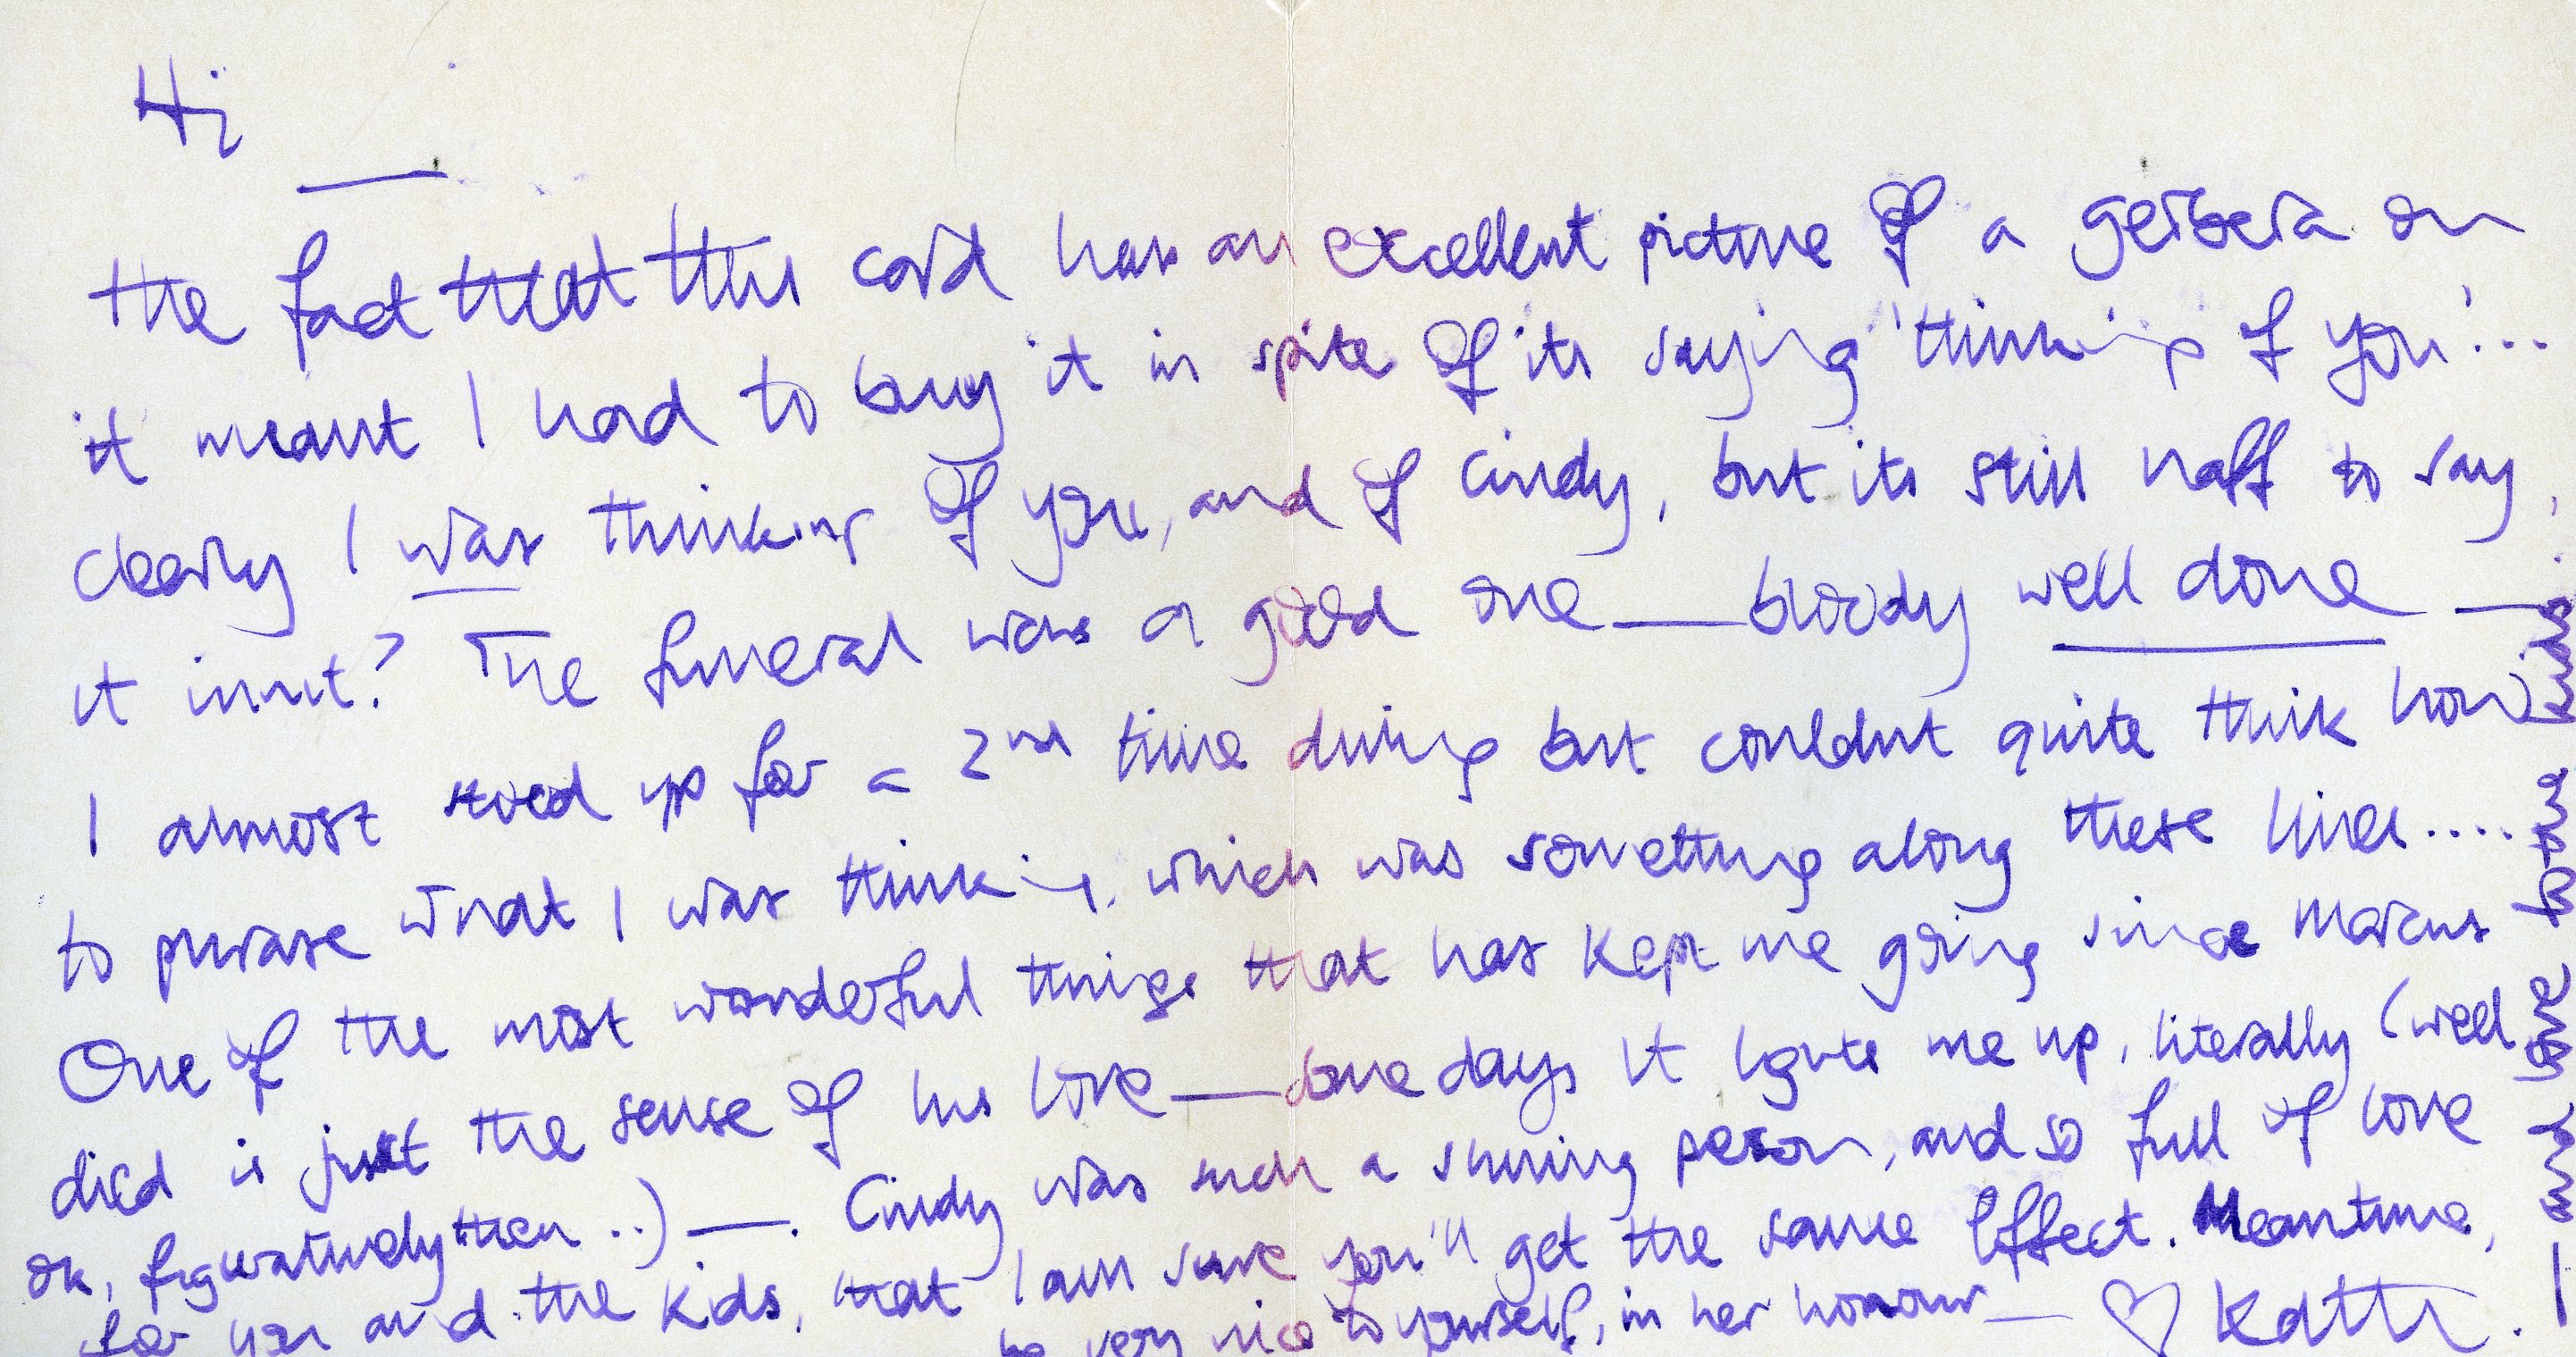 Hi ___
the fact that this card has an excellent picture of a gerbera on
it meant I had to buy it in spite of its saying 'thinking of you'...
clearly I was thinking of you, and of Cindy, but its still naff to say,
it innit? The funeral was a good one — bloody well done —
I almost stood up for a 2nd time during but couldnt quite think how
to phrase what I was thinking, which was something along these lines....
One of the most wonderful things that has kept me going since Marcus
died is just the sense of his love — some days it lights me up, literally (well
ok, figuratively then ..) —. Cindy was such a shining person, and so full of love
for you and the kids, that I am sure you'll get the same effect. Meantime,
be very nice to yourself, in her honour — ♡ Kath.